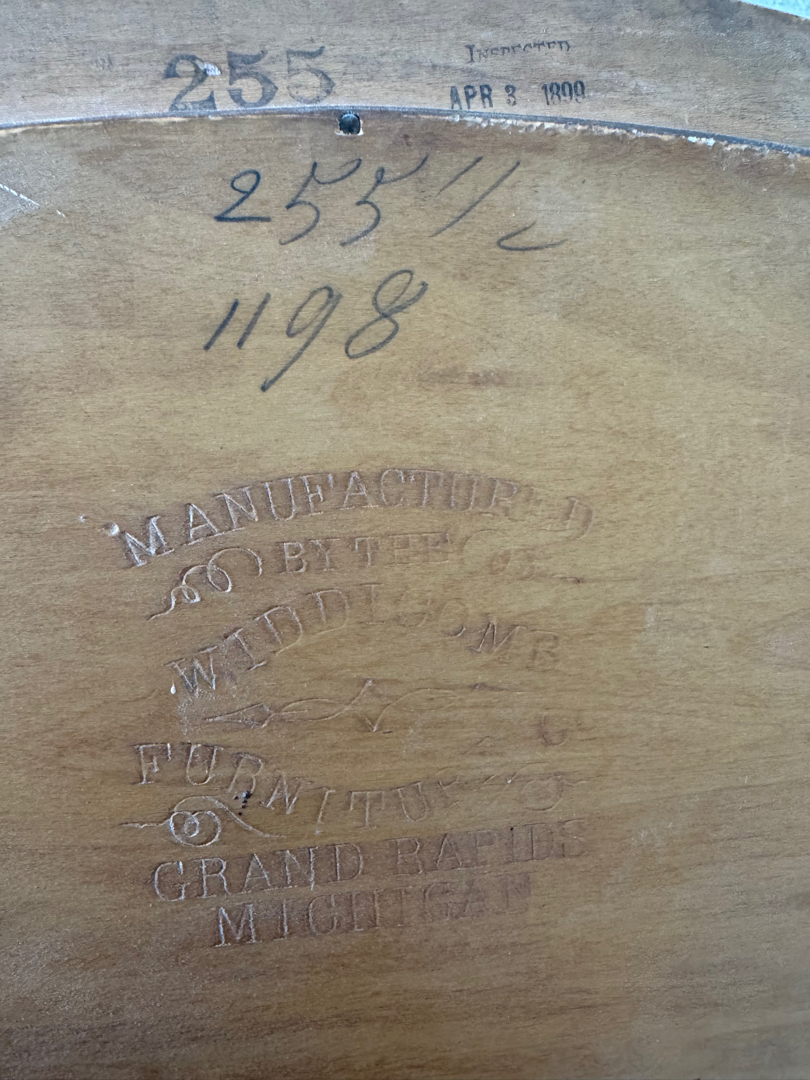 255
INSPECTED
APR 3 1899
255 1/2
1198
MANUFACTURED
BY THE
WIDDICOMB
FURNITURE Co
GRAND RAPIDS
MICHIGAN